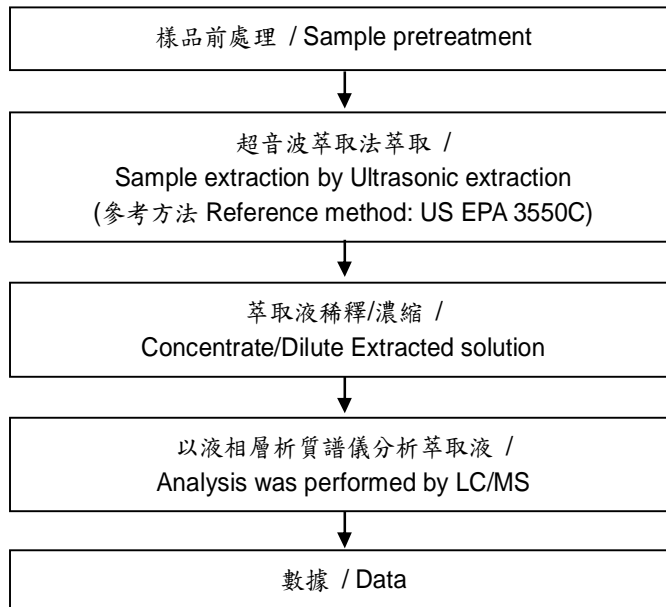 樣品前處理 / Sample pretreatment
超音波萃取法萃取 /
Sample extraction by Ultrasonic extraction
(參考方法 Reference method: US EPA 3550C)
萃取液稀釋/濃縮 /
Concentrate/Dilute Extracted solution
以液相層析質譜儀分析萃取液 /
Analysis was performed by LC/MS
數據 / Data